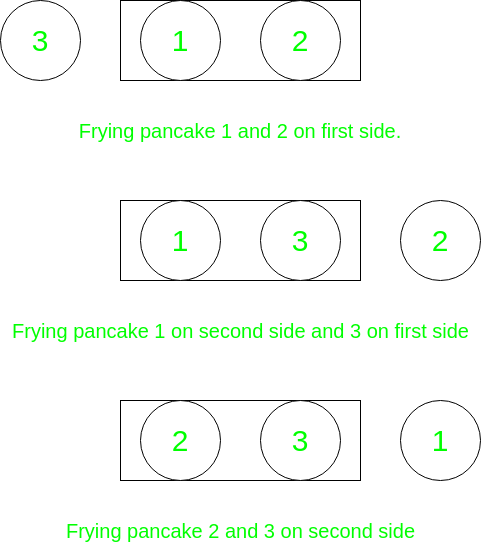 3 1 2
Frying pancake 1 and 2 on first side.
1 3 2
Frying pancake 1 on second side and 3 on first side
2 3 1
Frying pancake 2 and 3 on second side